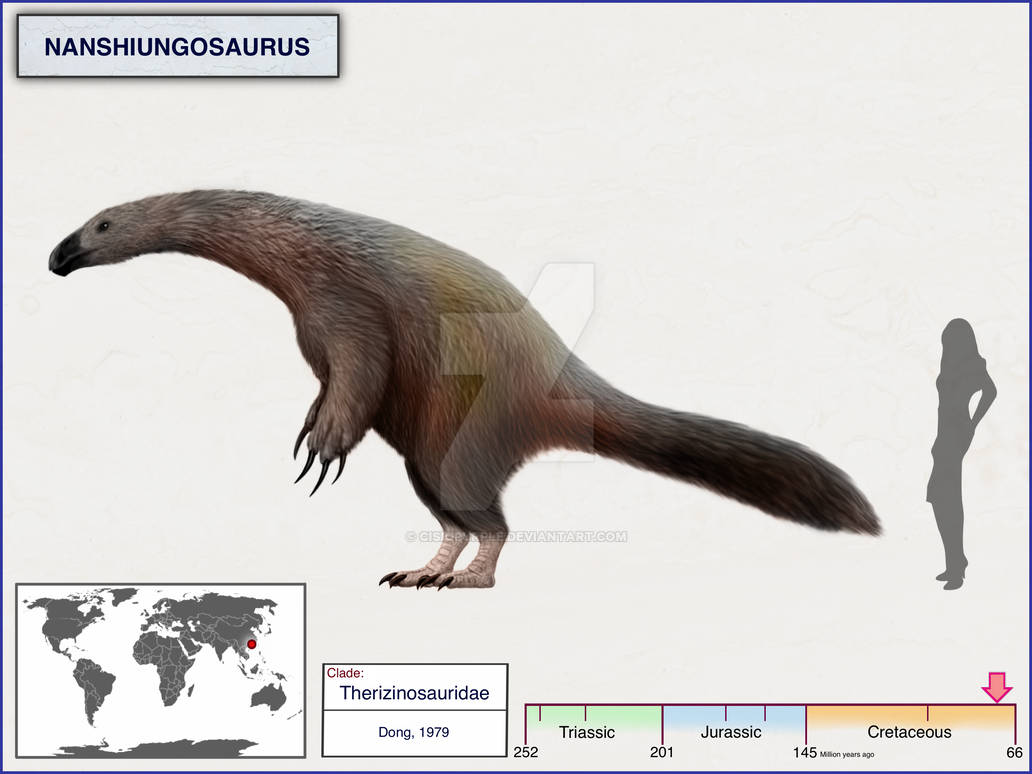 NANSHIUNGOSAURUS
Clade:
Therizinosauridae
Dong, 1979
Triassic
Jurassic
Cretaceous
252
201
145 Million years ago
66